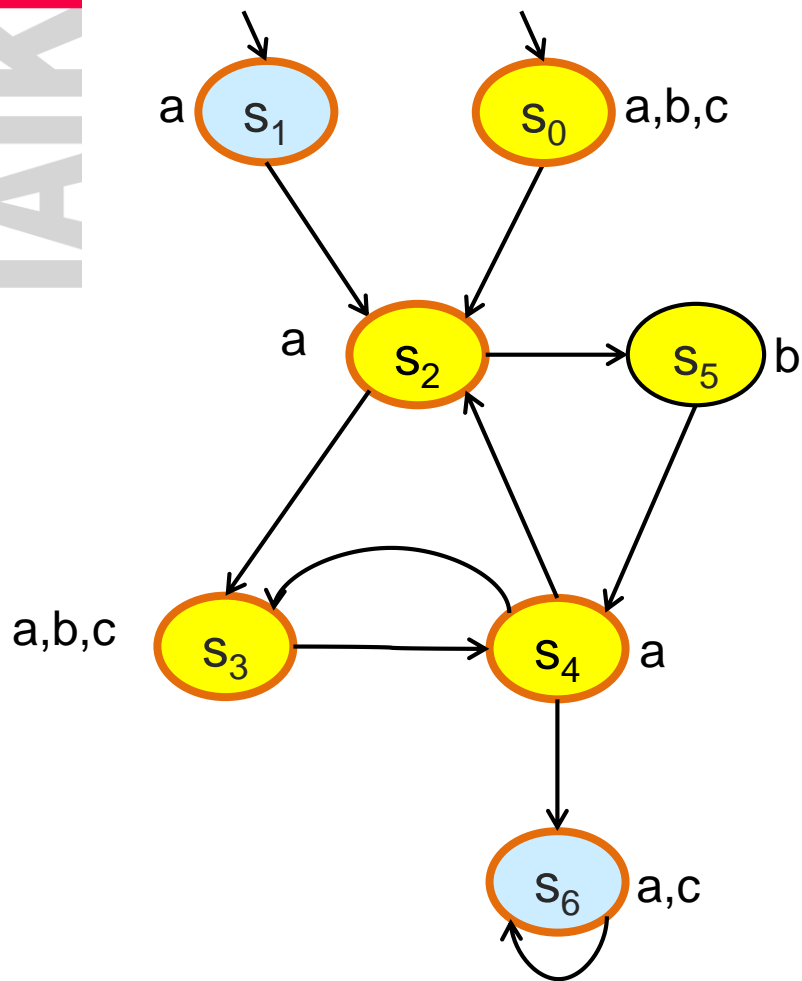 IAIK
a s₁ s₀ a,b,c
a s₂ s₅ b
a,b,c s₃ s₄ a
s₆ a,c